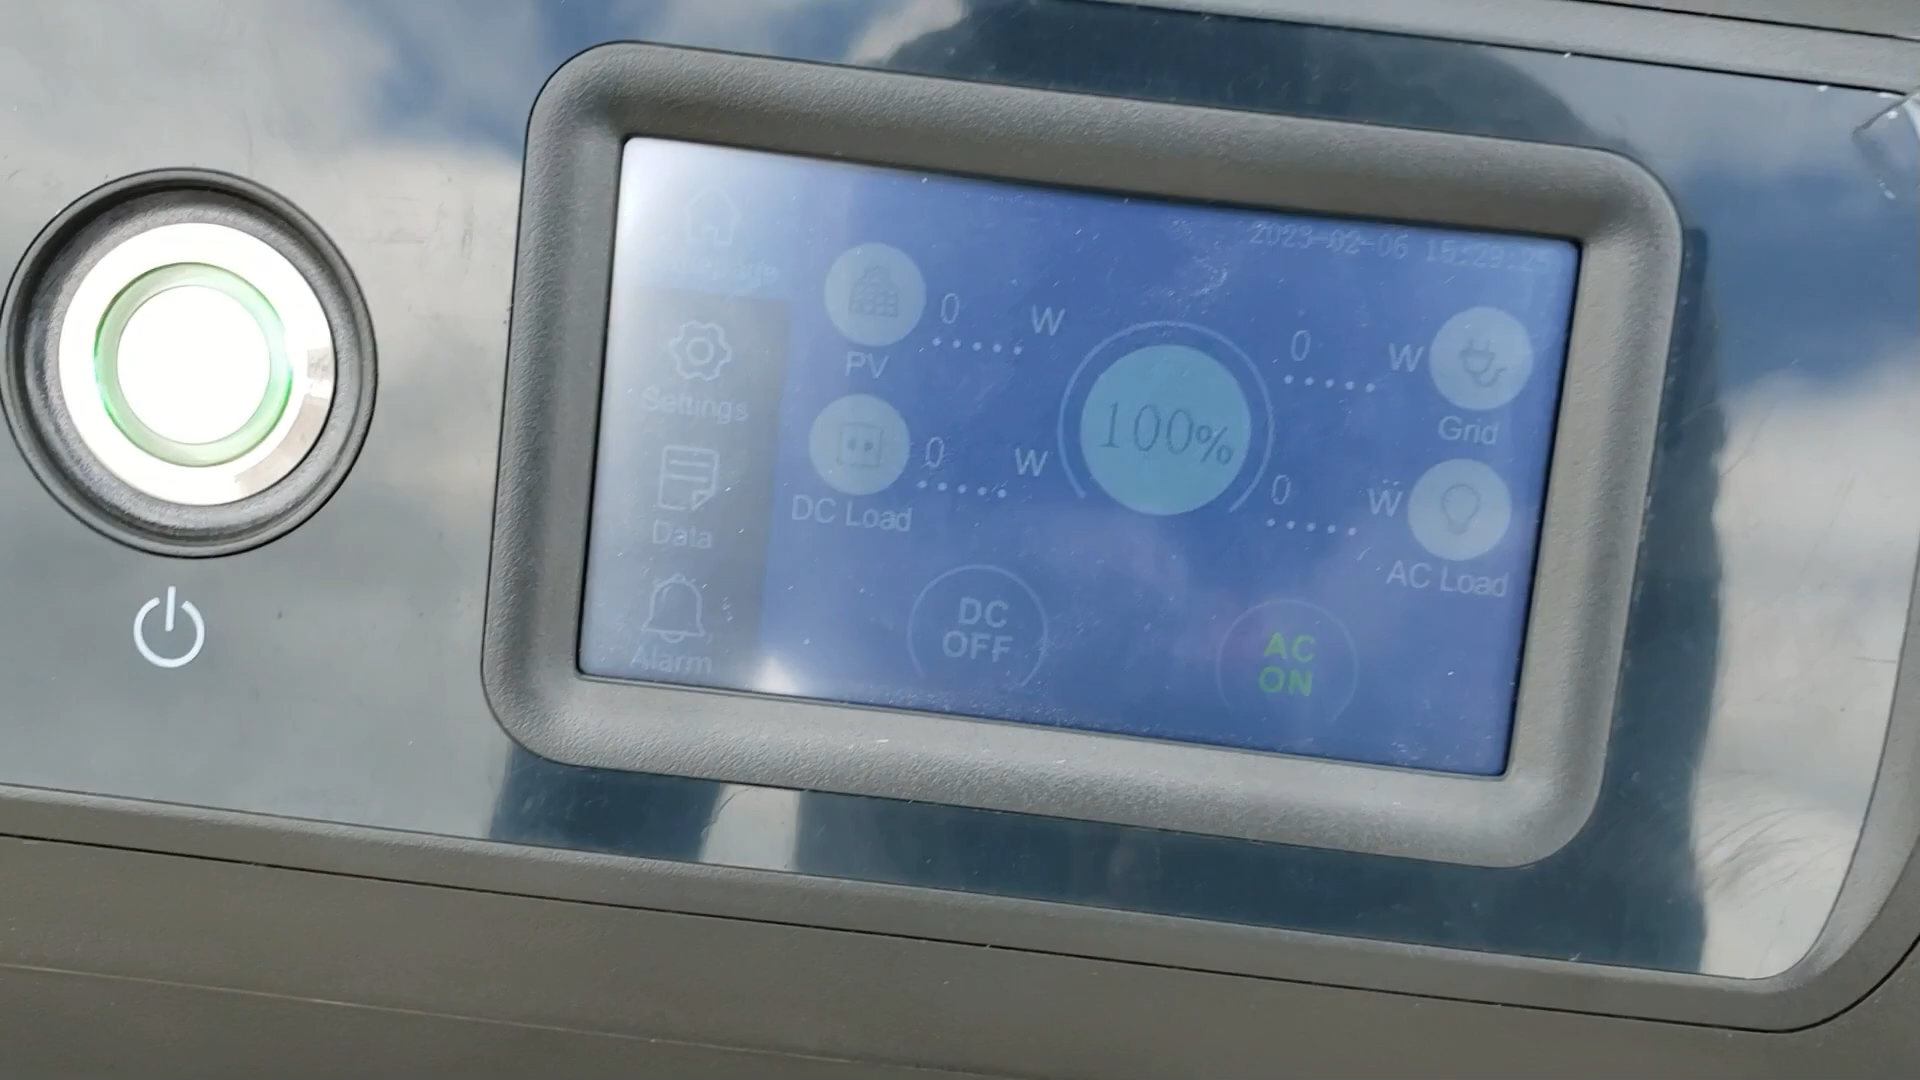 2023-02-06 15:29:25
0 W
PV
0 W
Grid
Settings
100%
0 W
DC Load
0 W
AC Load
Data
DC
OFF
AC
ON
Alarm